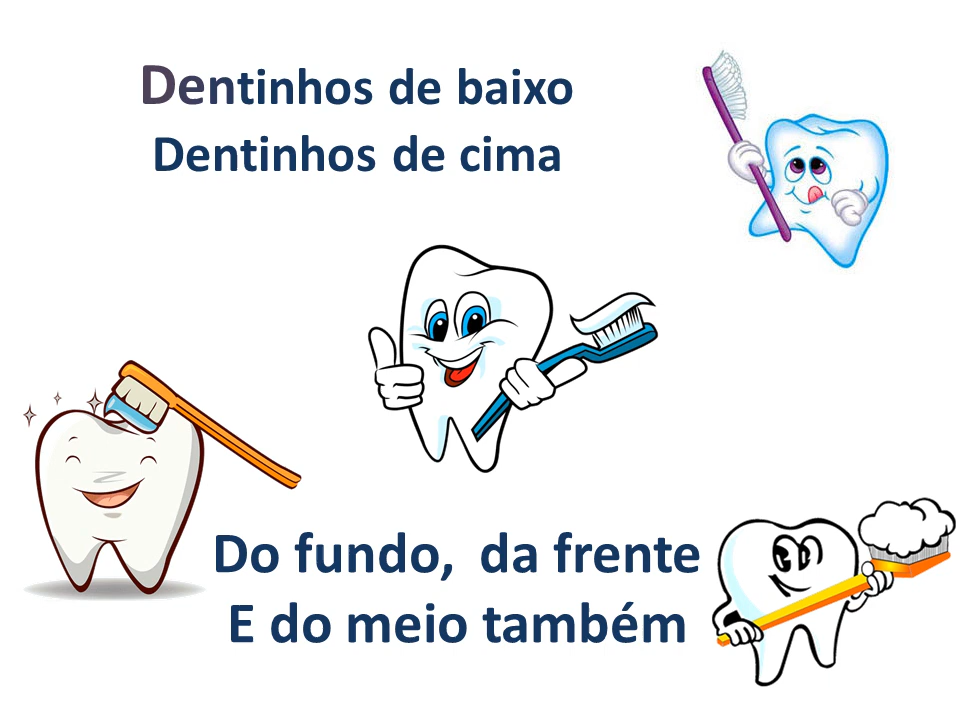 Dentinhos de baixo
Dentinhos de cima
Do fundo, da frente
E do meio também